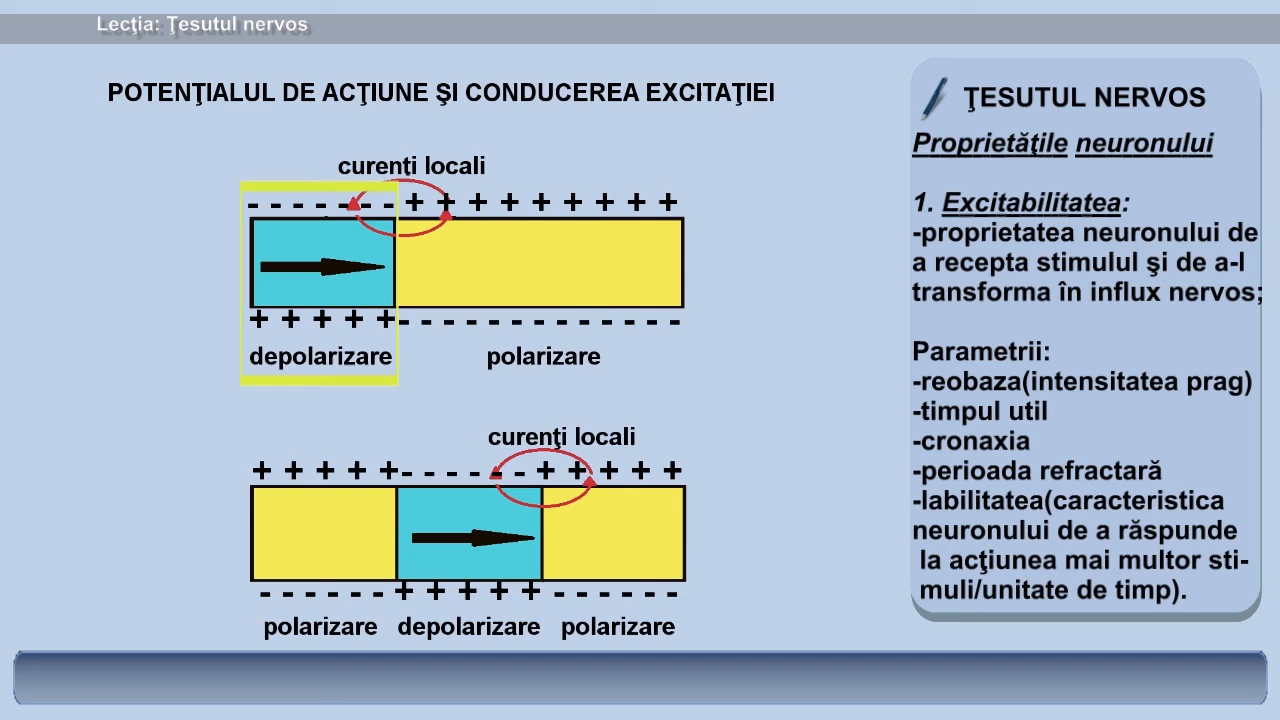 Lecţia: Ţesutul nervos
POTENŢIALUL DE ACŢIUNE ŞI CONDUCEREA EXCITAŢIEI
curenţi locali
- - - - - - - + + + + + + + + +
+ + + + + - - - - - - - - - - - - - -
depolarizare polarizare
curenţi locali
+ + + + + - - - - - - + + + + +
- - - - - - + + + + + - - - - - -
polarizare depolarizare polarizare
ŢESUTUL NERVOS
Proprietăţile neuronului
1. Excitabilitatea:
-proprietatea neuronului de
a recepta stimulul şi de a-l
transforma în influx nervos;
Parametrii:
-reobaza(intensitatea prag)
-timpul util
-cronaxia
-perioada refractară
-labilitatea(caracteristica
neuronului de a răspunde
la acţiunea mai multor sti-
muli/unitate de timp).